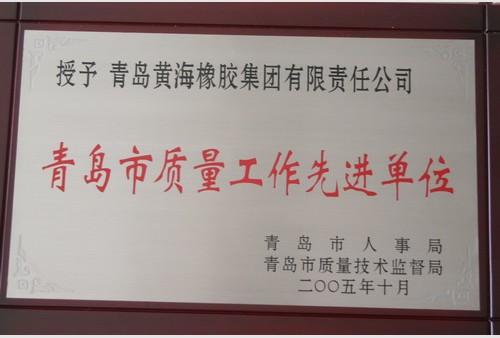 授予 青岛黄海橡胶集团有限责任公司
青岛市质量工作先进单位
青岛市人事局
青岛市质量技术监督局
二〇〇五年十月